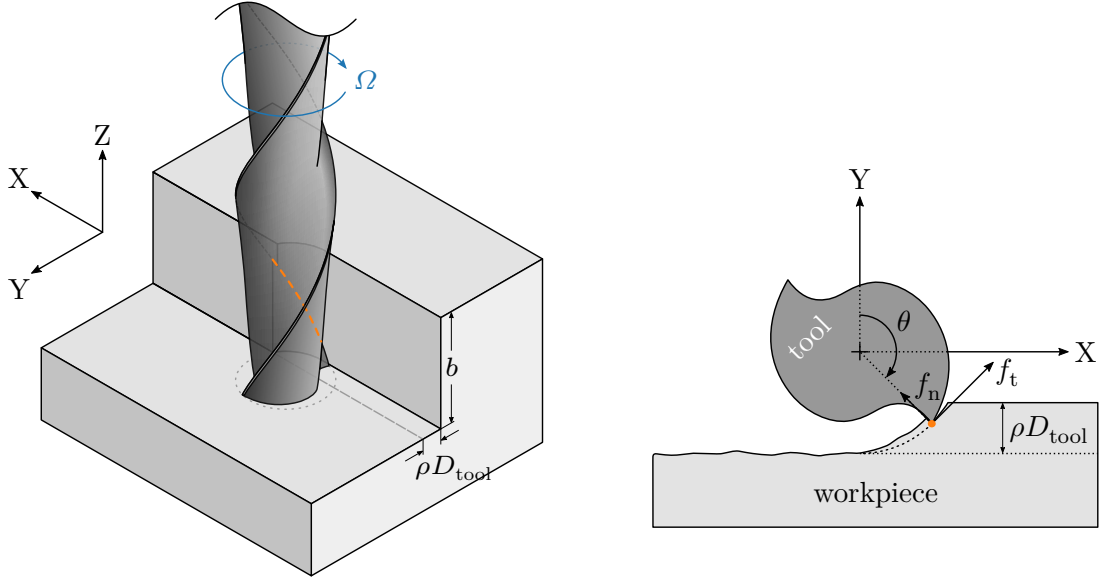 Ω
Z
X
Y
b
ρD_tool
Y
X
θ
tool
f_n
f_t
ρD_tool
workpiece